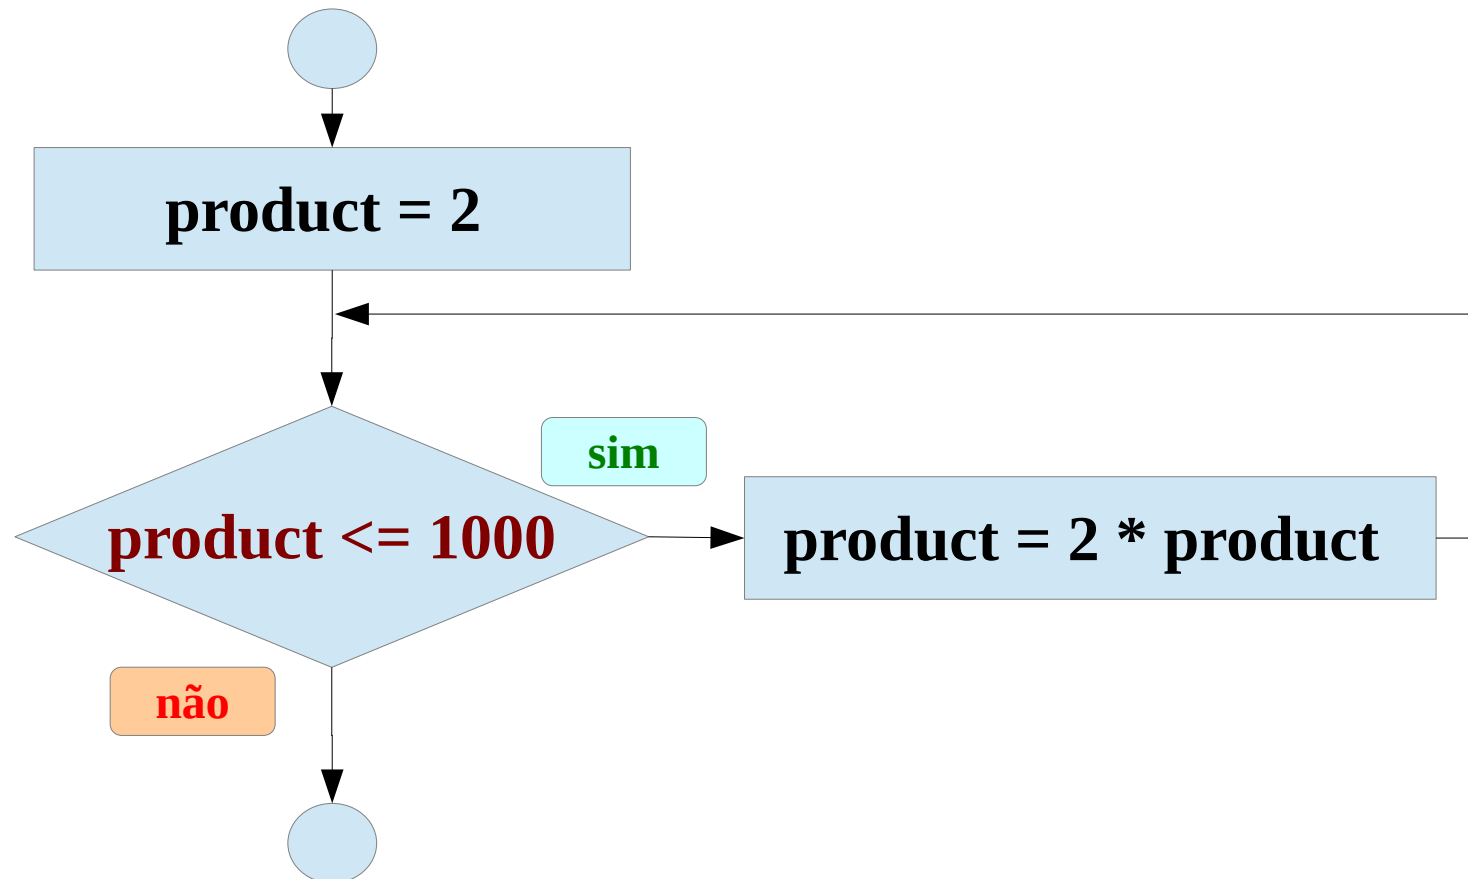 product = 2
sim
product <= 1000
product = 2 * product
não